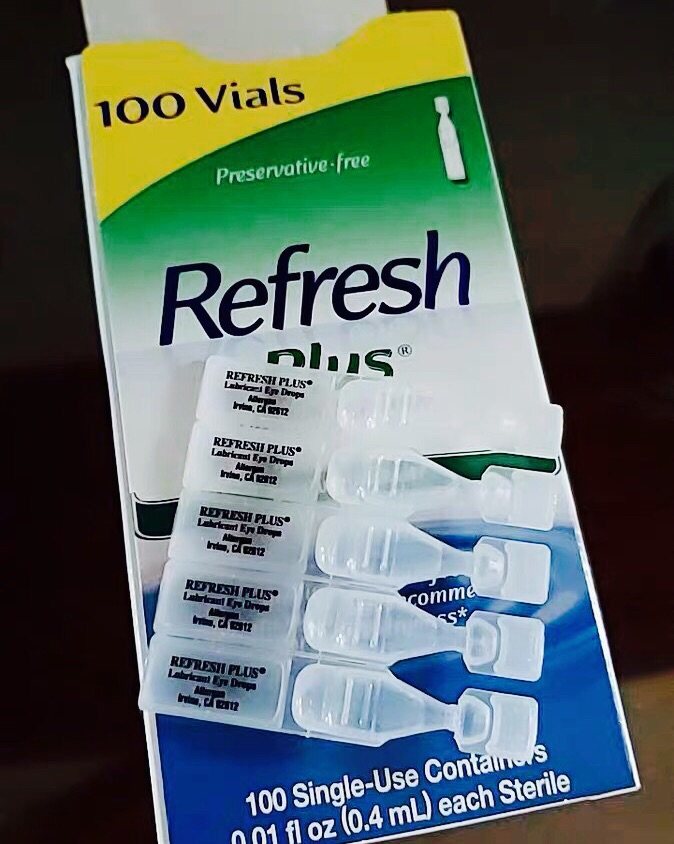 100 Vials
Preservative-free
Refresh
plus®
REFRESH PLUS®
Lubricant Eye Drops
Allergan
Irvine, CA 92612
REFRESH PLUS®
Lubricant Eye Drops
Allergan
Irvine, CA 92612
REFRESH PLUS®
Lubricant Eye Drops
Allergan
Irvine, CA 92612
REFRESH PLUS®
Lubricant Eye Drops
Allergan
Irvine, CA 92612
REFRESH PLUS®
Lubricant Eye Drops
Allergan
Irvine, CA 92612
100 Single-Use Containers
0.01 fl oz (0.4 mL) each Sterile